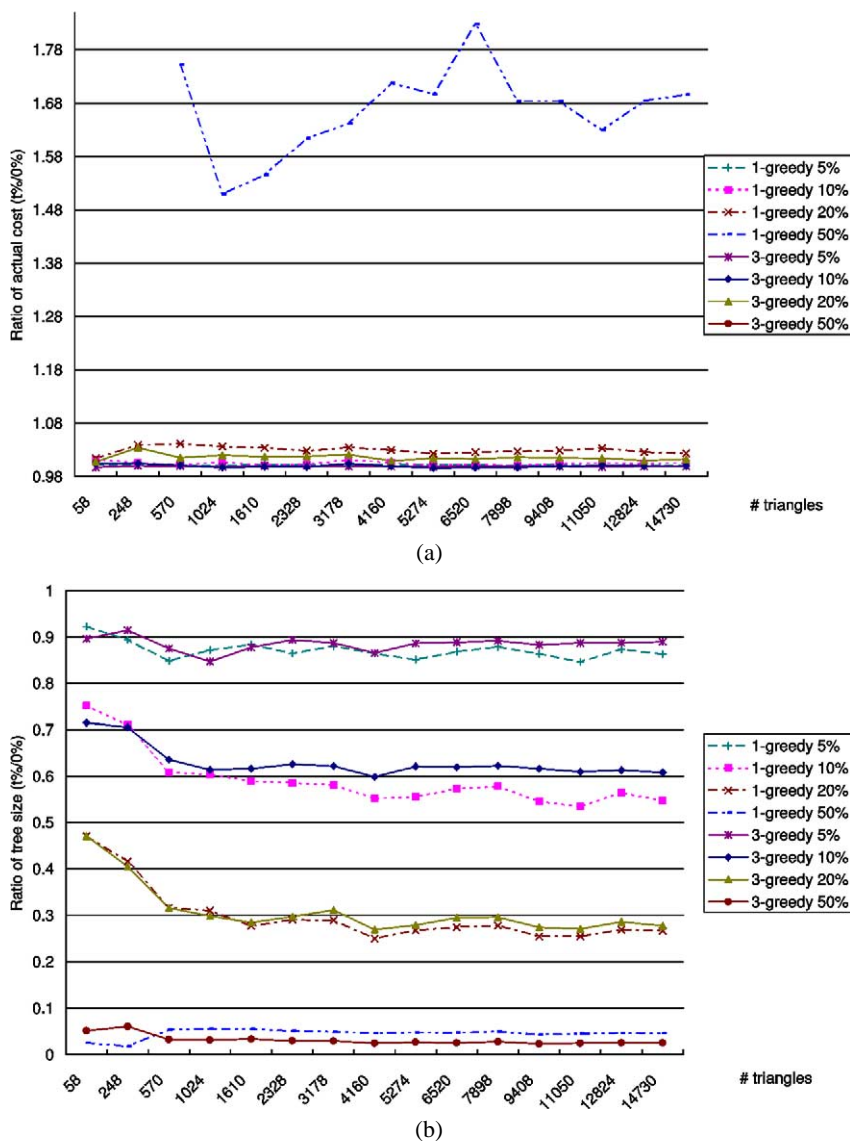 1.78
1.68
1.58
1.48
1.38
1.28
1.18
1.08
0.98
Ratio of actual cost (t%/0%)
58
248
570
1024
1610
2328
3178
4160
5274
6520
7898
9408
11050
12824
14730
# triangles
1-greedy 5%
1-greedy 10%
1-greedy 20%
1-greedy 50%
3-greedy 5%
3-greedy 10%
3-greedy 20%
3-greedy 50%
(a)
1
0.9
0.8
0.7
0.6
0.5
0.4
0.3
0.2
0.1
0
Ratio of tree size (t%/0%)
58
248
570
1024
1610
2328
3178
4160
5274
6520
7898
9408
11050
12824
14730
# triangles
1-greedy 5%
1-greedy 10%
1-greedy 20%
1-greedy 50%
3-greedy 5%
3-greedy 10%
3-greedy 20%
3-greedy 50%
(b)